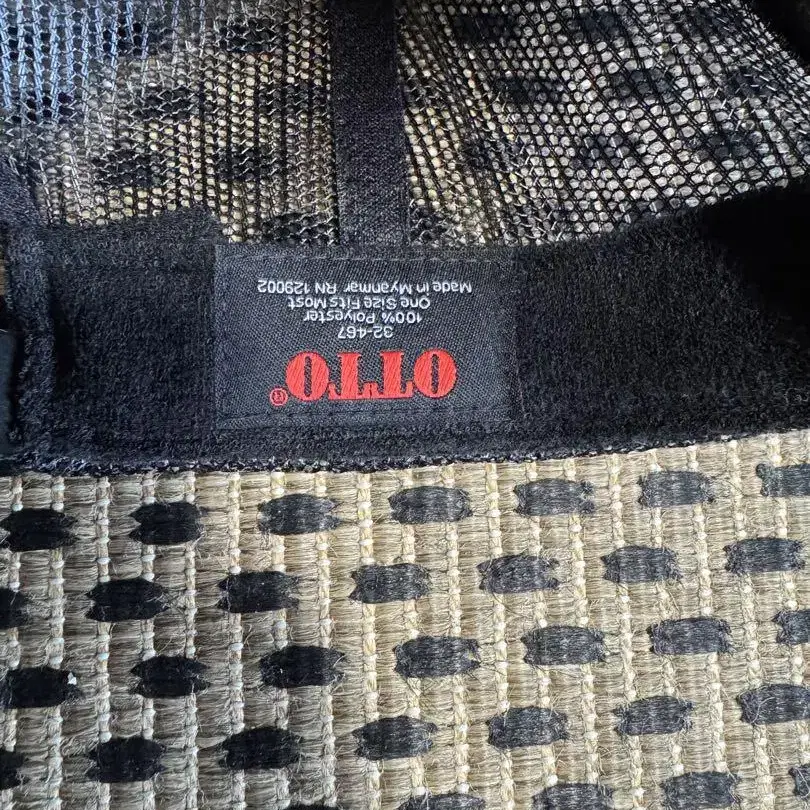 OTTO®
32-467
100% Polyester
One Size Fits Most
Made in Myanmar RN 129002